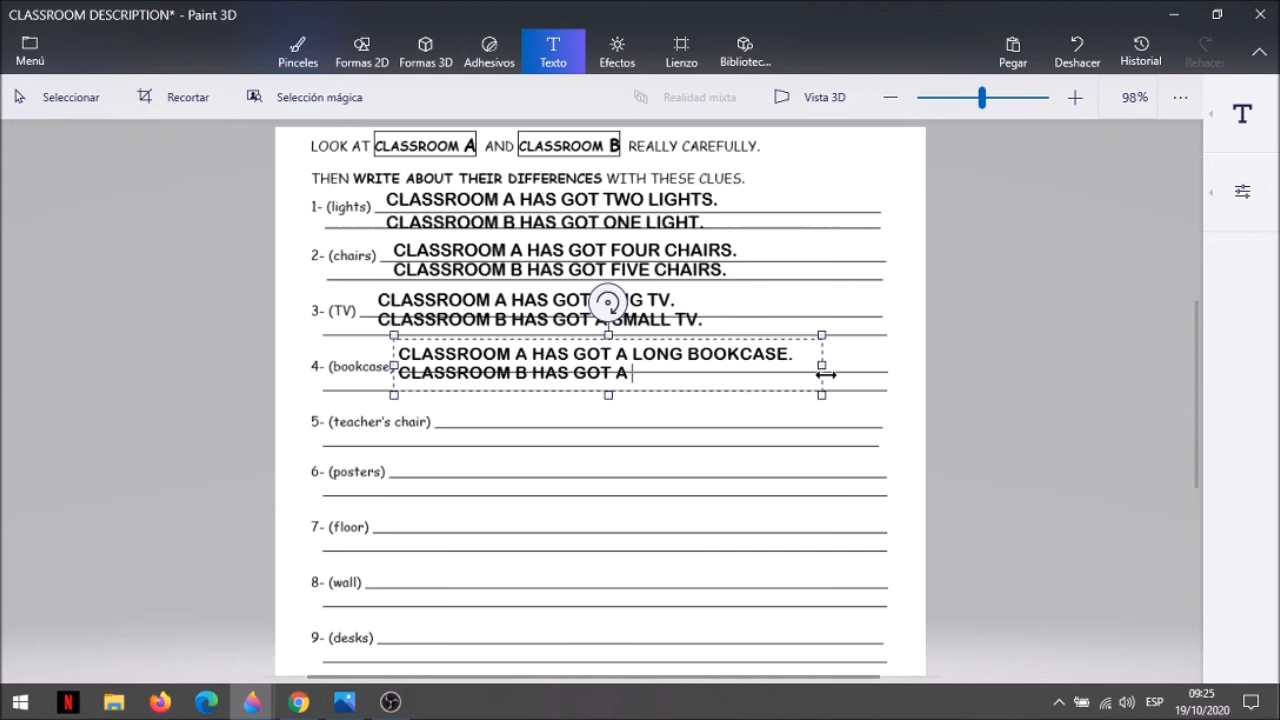 CLASSROOM DESCRIPTION* - Paint 3D
Menú
Pinceles
Formas 2D
Formas 3D
Adhesivos
Texto
Efectos
Lienzo
Bibliotec...
Pegar
Deshacer
Historial
Rehacer
Seleccionar
Recortar
Selección mágica
Realidad mixta
Vista 3D
98%
T
LOOK AT CLASSROOM A AND CLASSROOM B REALLY CAREFULLY.
THEN WRITE ABOUT THEIR DIFFERENCES WITH THESE CLUES.
1- (lights) CLASSROOM A HAS GOT TWO LIGHTS.
CLASSROOM B HAS GOT ONE LIGHT.
2- (chairs) CLASSROOM A HAS GOT FOUR CHAIRS.
CLASSROOM B HAS GOT FIVE CHAIRS.
3- (TV) CLASSROOM A HAS GOT TV.
CLASSROOM B HAS GOT A SMALL TV.
4- (bookcase CLASSROOM A HAS GOT A LONG BOOKCASE.
CLASSROOM B HAS GOT A
5- (teacher's chair)
6- (posters)
7- (floor)
8- (wall)
9- (desks)
N
ESP
09:25
19/10/2020